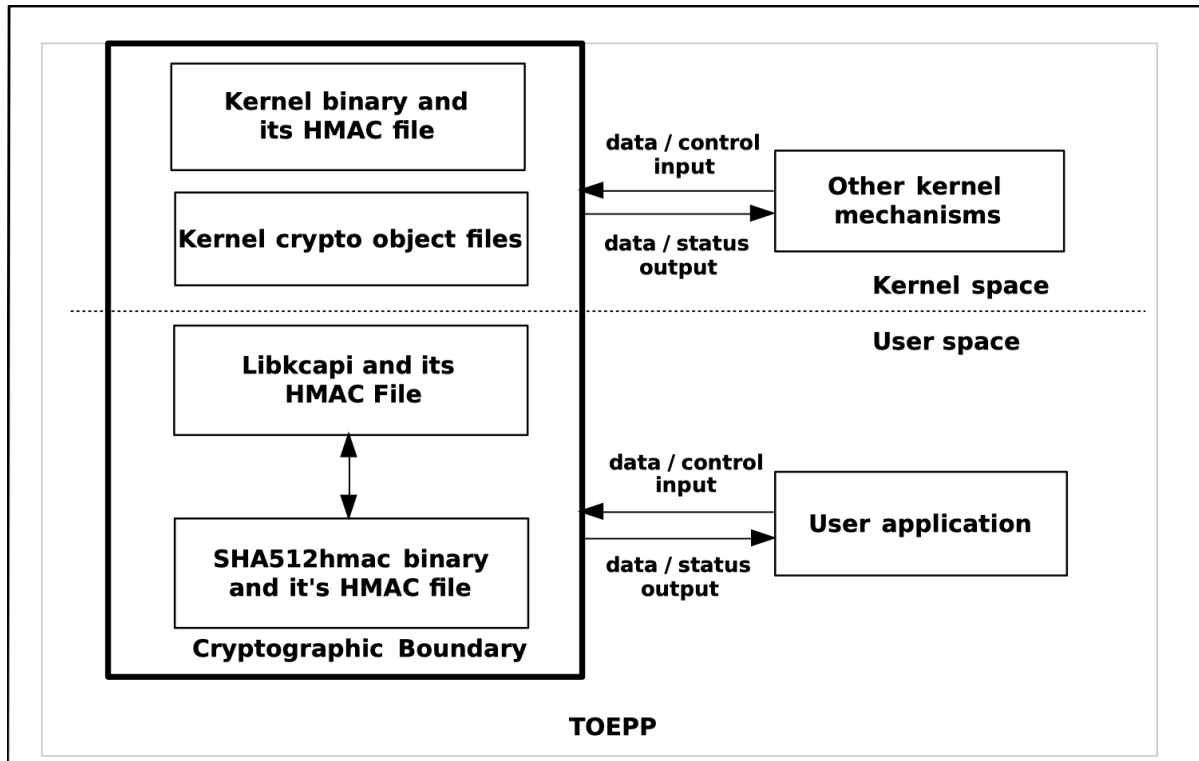 Kernel binary and
its HMAC file
Kernel crypto object files
data / control
input
data / status
output
Other kernel
mechanisms
Kernel space
User space
Libkcapi and its
HMAC File
SHA512hmac binary
and it's HMAC file
Cryptographic Boundary
data / control
input
data / status
output
User application
TOEPP